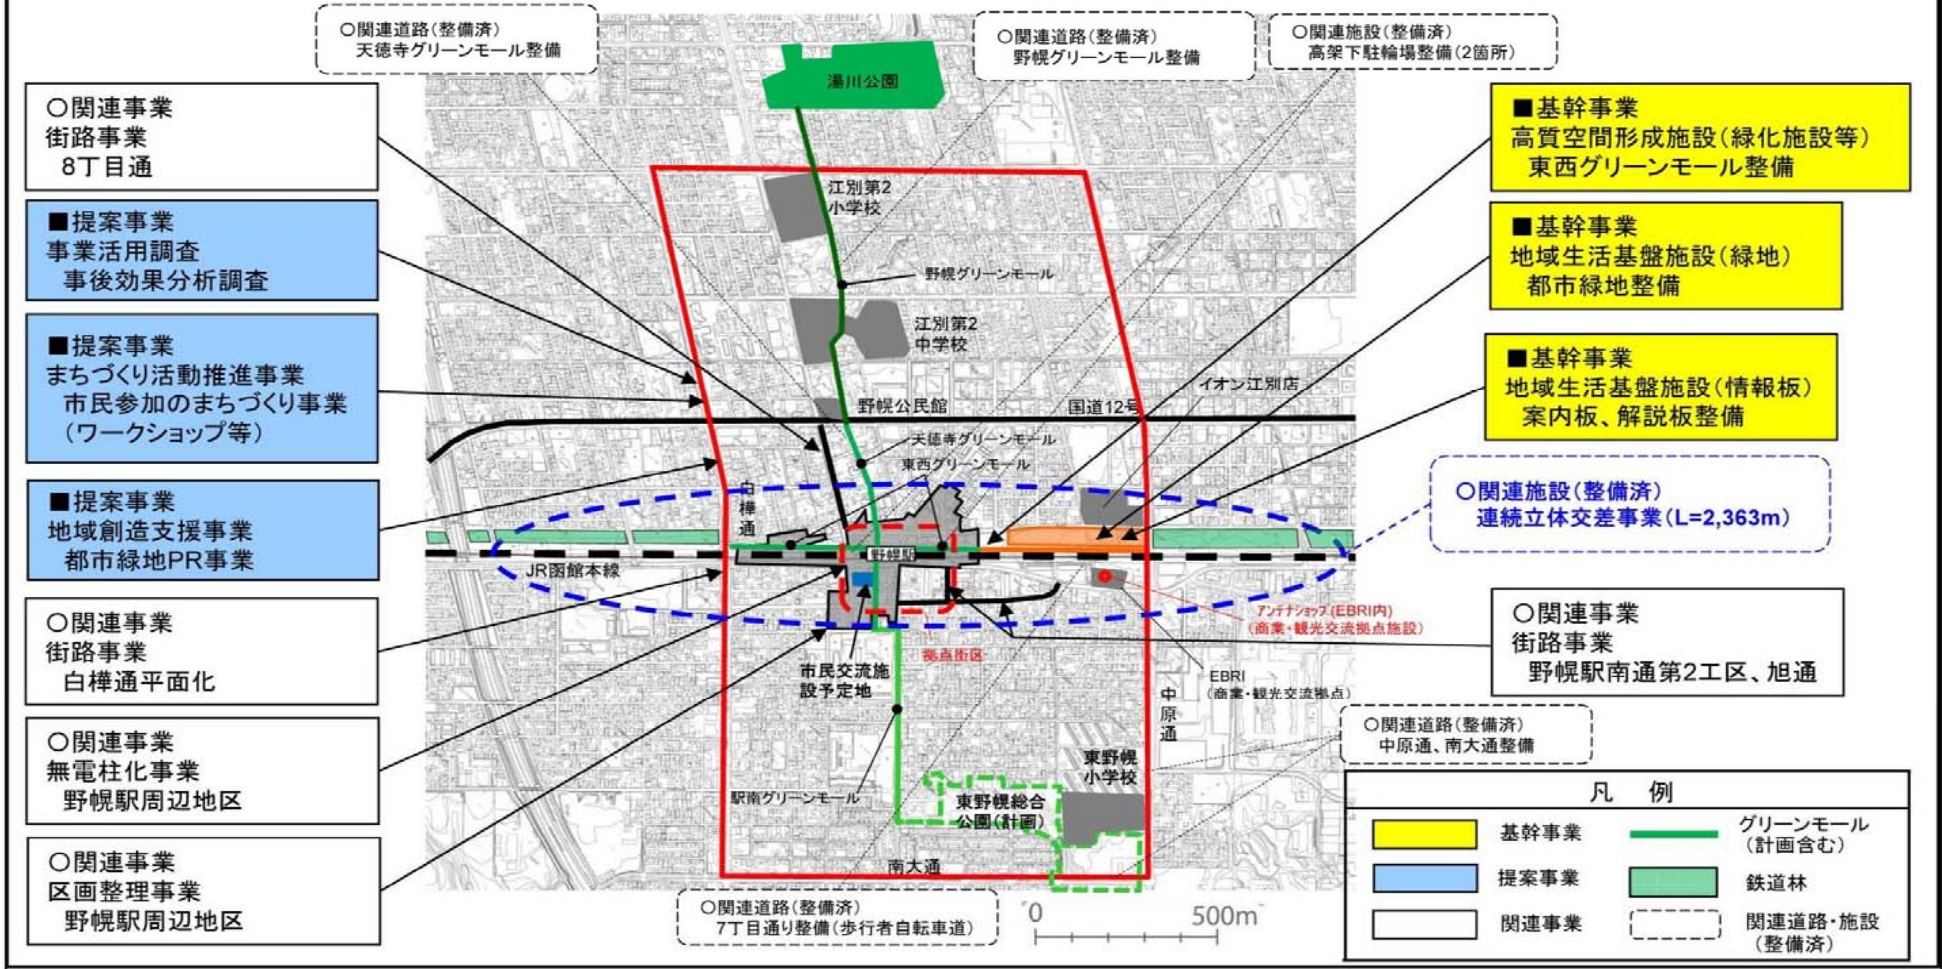 ○関連道路(整備済)
天徳寺グリーンモール整備
○関連道路(整備済)
野幌グリーンモール整備
○関連施設(整備済)
高架下駐輪場整備(2箇所)
○関連事業
街路事業
8丁目通
■提案事業
事業活用調査
事後効果分析調査
■提案事業
まちづくり活動推進事業
市民参加のまちづくり事業
(ワークショップ等)
■提案事業
地域創造支援事業
都市緑地PR事業
○関連事業
街路事業
白樺通平面化
○関連事業
無電柱化事業
野幌駅周辺地区
○関連事業
区画整理事業
野幌駅周辺地区
湯川公園
江別第2
小学校
野幌グリーンモール
江別第2
中学校
イオン江別店
野幌公民館
国道12号
天徳寺グリーンモール
東西グリーンモール
白樺通
野幌駅
JR函館本線
アンテナショップ(EBRI内)
(商業・観光交流拠点施設)
拠点街区
市民交流施
設予定地
EBRI
(商業・観光交流拠点)
中原通
東野幌
小学校
駅南グリーンモール
東野幌総合
公園(計画)
南大通
■基幹事業
高質空間形成施設(緑化施設等)
東西グリーンモール整備
■基幹事業
地域生活基盤施設(緑地)
都市緑地整備
■基幹事業
地域生活基盤施設(情報板)
案内板、解説板整備
○関連施設(整備済)
連続立体交差事業(L=2,363m)
○関連事業
街路事業
野幌駅南通第2工区、旭通
○関連道路(整備済)
中原通、南大通整備
○関連道路(整備済)
7丁目通り整備(歩行者自転車道)
0 500m
凡 例
基幹事業
グリーンモール
(計画含む)
提案事業
鉄道林
関連事業
関連道路・施設
(整備済)